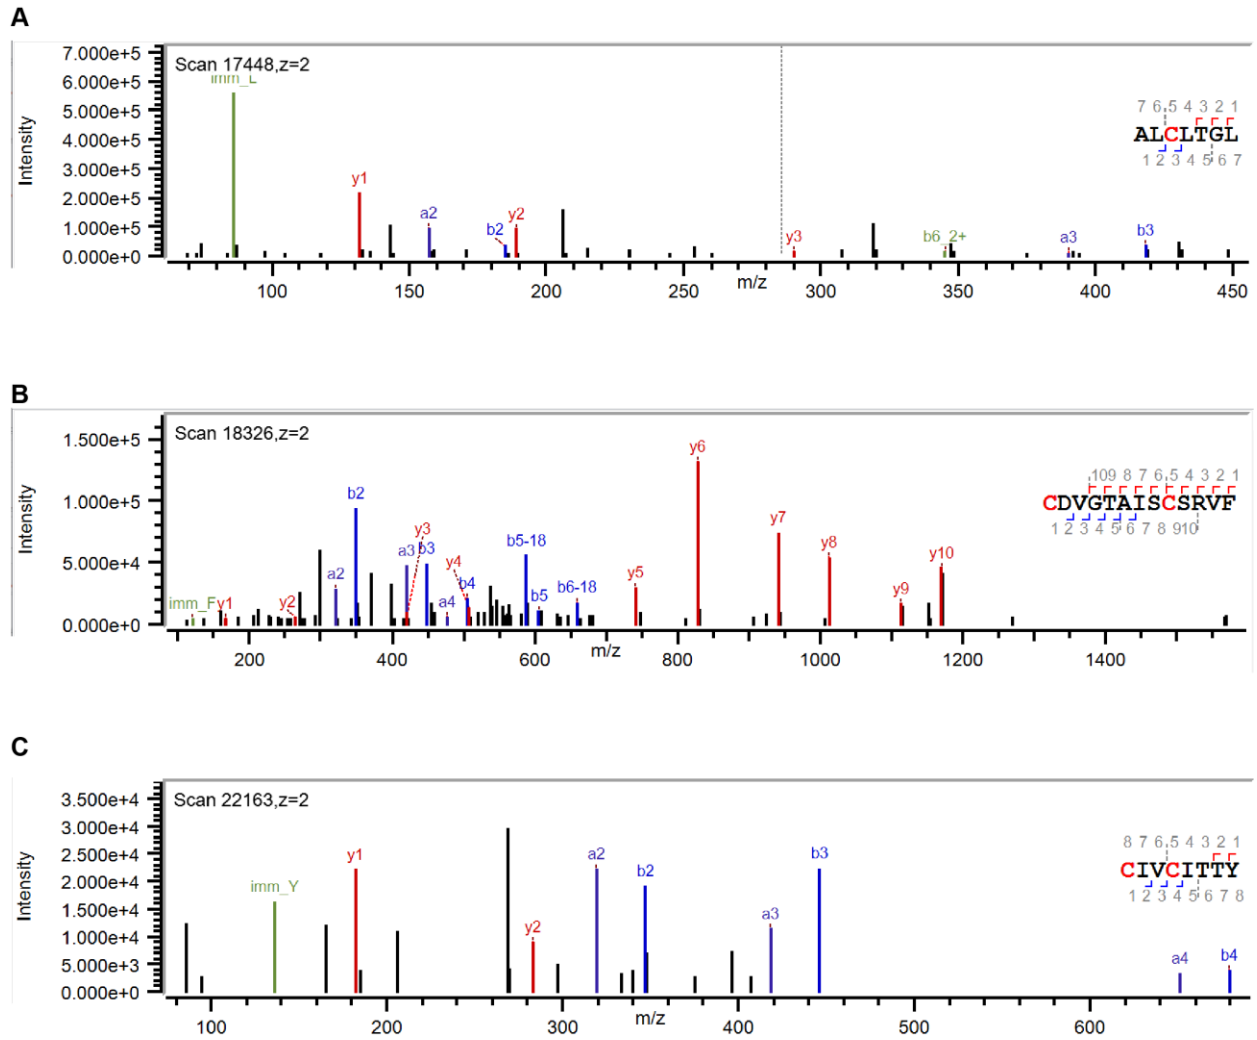 A
Scan 17448,z=2
7.000e+5
6.000e+5
5.000e+5
4.000e+5
3.000e+5
2.000e+5
1.000e+5
0.000e+0
Intensity
imm_L
y1
a2
b2
y2
y3
b6_2+
a3
b3
7 6 5 4 3 2 1
ALCLTGL
1 2 3 4 5 6 7
100 150 200 250 300 350 400 450
m/z
B
Scan 18326,z=2
1.500e+5
1.000e+5
5.000e+4
0.000e+0
Intensity
imm_F
y1
y2
a2
b2
a3
y3
b3
a4
y4
b4
b5-18
b5
b6-18
y5
y6
y7
y8
y9
y10
109 8 7 6 5 4 3 2 1
CDVGTAISCSRVF
1 2 3 4 5 6 7 8 910
200 400 600 800 1000 1200 1400
m/z
C
Scan 22163,z=2
3.500e+4
3.000e+4
2.500e+4
2.000e+4
1.500e+4
1.000e+4
5.000e+3
0.000e+0
Intensity
imm_Y
y1
y2
a2
b2
a3
b3
a4
b4
8 7 6 5 4 3 2 1
CIVCITTY
1 2 3 4 5 6 7 8
100 200 300 400 500 600
m/z